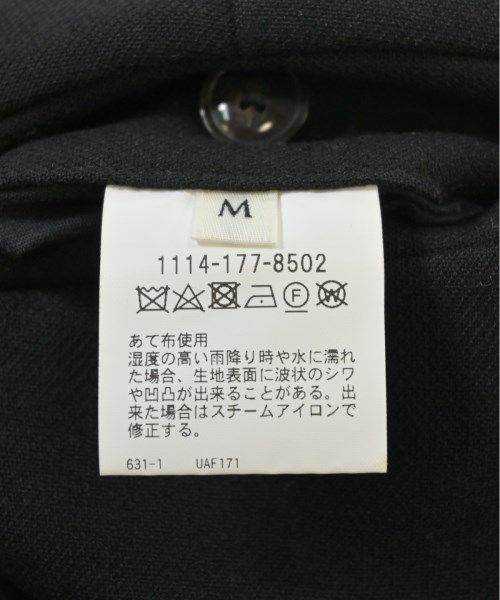 M
1114-177-8502
F W
あて布使用
湿度の高い雨降り時や水に濡れ
た場合、生地表面に波状のシワ
や凹凸が出来ることがある。出
来た場合はスチームアイロンで
修正する。
631-1 UAF171